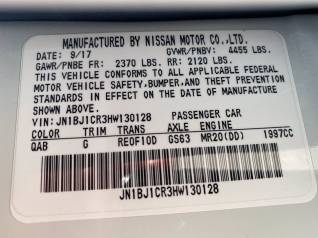 MANUFACTURED BY NISSAN MOTOR CO.,LTD.
DATE: 9/17 GVWR/PNBV: 4455 LBS.
GAWR/PNBE FR: 2370 LBS. RR: 2120 LBS.
THIS VEHICLE CONFORMS TO ALL APPLICABLE FEDERAL
MOTOR VEHICLE SAFETY,BUMPER,AND THEFT PREVENTION
STANDARDS IN EFFECT ON THE DATE OF MANUFACTURE
SHOWN ABOVE.
VIN: JN1BJ1CR3HW130128 PASSENGER CAR
COLOR TRIM TRANS AXLE ENGINE
QAB G RE0F10D GS63 MR20(DD) 1997CC
JN1BJ1CR3HW130128